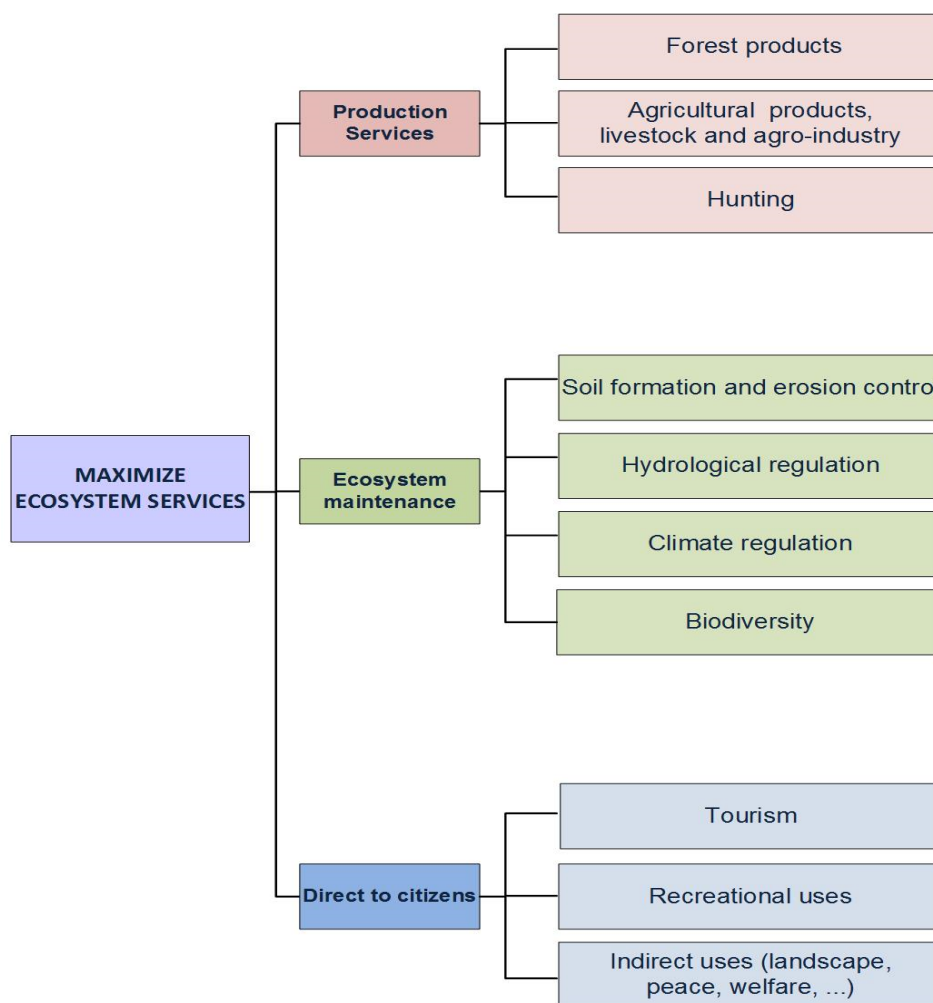 Forest products
Production
Services
Agricultural products,
livestock and agro-industry
Hunting
MAXIMIZE
ECOSYSTEM SERVICES
Ecosystem
maintenance
Soil formation and erosion contro
Hydrological regulation
Climate regulation
Biodiversity
Direct to citizens
Tourism
Recreational uses
Indirect uses (landscape,
peace, welfare, ...)